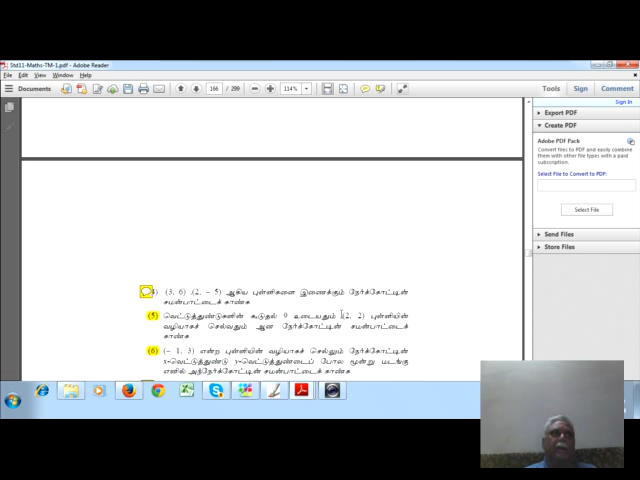 Std11-Maths-TM-1.pdf - Adobe Reader
File Edit View Window Help
Documents 166 / 299 114% Tools Sign Comment
Sign In
Export PDF
Create PDF
Adobe PDF Pack
Convert files to PDF and easily combine
them with other file types with a paid
subscription.
Select File to Convert to PDF:
Select File
Send Files
Store Files
4) (3, 6) ,(2, – 5) ஆகிய புள்ளிகளை இணைக்கும் நேர்க்கோட்டின்
சமன்பாட்டைக் காண்க
(5) வெட்டுத்துண்டுகளின் கூடுதல் 9 உடையதும் (2, 2) புள்ளியின்
வழியாகச் செல்வதும் ஆன நேர்க்கோட்டின் சமன்பாட்டைக்
காண்க
(6) (– 1, 3) என்ற புள்ளியின் வழியாகச் செல்லும் நேர்க்கோட்டின்
x-வெட்டுத்துண்டு y-வெட்டுத்துண்டைப் போல மூன்று மடங்கு
எனில் அந்நேர்க்கோட்டின் சமன்பாட்டைக் காண்க